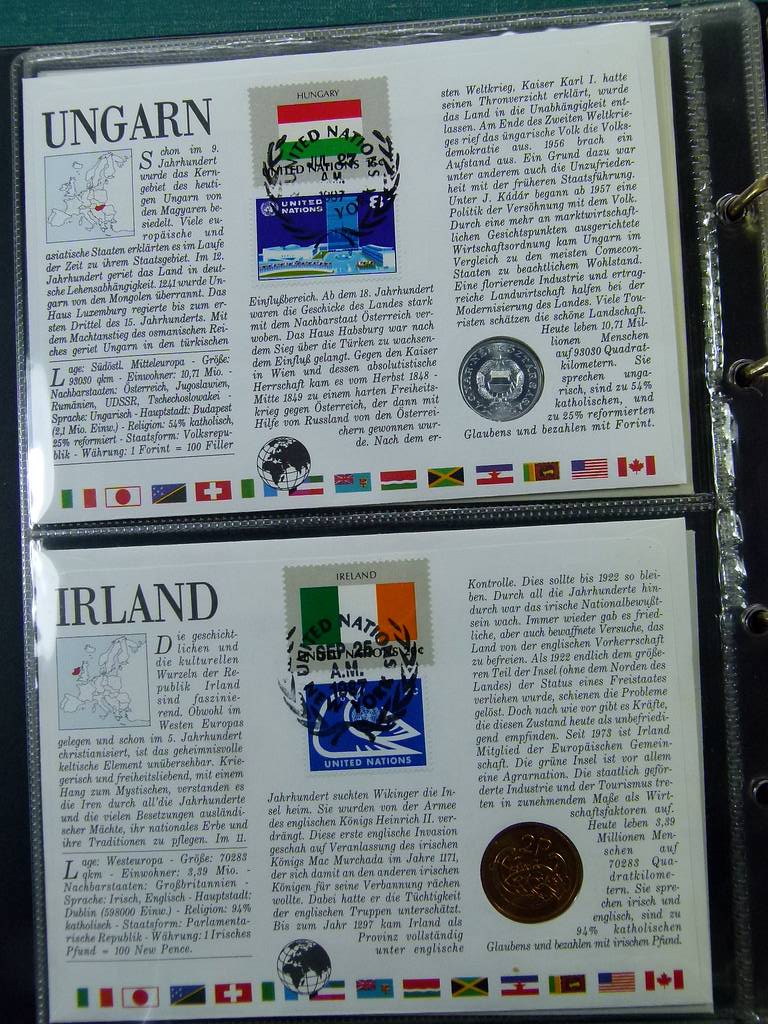 UNGARN
Schon im 9.
Jahrhundert
wurde das Kern-
gebiet des heuti-
gen Ungarn von
den Magyaren be-
siedelt. Viele eu-
ropäische und
asiatische Staaten erklärten es im Laufe
der Zeit zu ihrem Staatsgebiet. Im 12.
Jahrhundert geriet das Land in deut-
sche Lehensabhängigkeit. 1241 wurde Un-
garn von den Mongolen überrannt. Das
Haus Luxemburg regierte bis zum er-
sten Drittel des 15. Jahrhunderts. Mit
dem Machtanstieg des osmanischen Rei-
ches geriet Ungarn in den türkischen
Lage: Südöstl. Mitteleuropa - Größe:
93030 qkm - Einwohner: 10,71 Mio. -
Nachbarstaaten: Österreich, Jugoslawien,
Rumänien, UDSSR, Tschechoslowakei -
Sprache: Ungarisch - Hauptstadt: Budapest
(2,1 Mio. Einw.) - Religion: 54% katholisch,
25% reformiert - Staatsform: Volksrepu-
blik - Währung: 1 Forint = 100 Filler
HUNGARY
UNITED NATIONS
JUL
A.M.
1987
UNITED NATIONS
YORK
UNITED
NATIONS
Einflußbereich. Ab dem 18. Jahrhundert
waren die Geschicke des Landes stark
mit dem Nachbarstaat Österreich ver-
woben. Das Haus Habsburg war nach
dem Sieg über die Türken zu wachsen-
dem Einfluß gelangt. Gegen den Kaiser
in Wien und dessen absolutistische
Herrschaft kam es vom Herbst 1848 -
Mitte 1849 zu einem harten Freiheits-
krieg gegen Österreich, der dann mit
Hilfe von Russland von den Österrei-
chern gewonnen wur-
de. Nach dem er-
sten Weltkrieg, Kaiser Karl I. hatte
seinen Thronverzicht erklärt, wurde
das Land in die Unabhängigkeit ent-
lassen. Am Ende des Zweiten Weltkrie-
ges rief das ungarische Volk die Volks-
demokratie aus. 1956 brach ein
Aufstand aus. Ein Grund dazu war
unter anderem auch die Unzufrieden-
heit mit der früheren Staatsführung.
Unter J. Kádár begann ab 1957 eine
Politik der Versöhnung mit dem Volk.
Durch eine mehr an marktwirtschaft-
lichen Gesichtspunkten ausgerichtete
Wirtschaftsordnung kam Ungarn im
Vergleich zu den meisten Comecon-
Staaten zu beachtlichem Wohlstand.
Eine florierende Industrie und ertrag-
reiche Landwirtschaft halfen bei der
Modernisierung des Landes. Viele Tou-
risten schätzen die schöne Landschaft.
Heute leben 10,71 Mil-
lionen Menschen
auf 93030 Quadrat-
kilometern. Sie
sprechen unga-
risch, sind zu 54%
katholischen, und
zu 25% reformierten
Glaubens und bezahlen mit Forint.
IRLAND
Die geschicht-
lichen und
die kulturellen
Wurzeln der Re-
publik Irland
sind faszinie-
rend. Obwohl im
Westen Europas
gelegen und schon im 5. Jahrhundert
christianisiert, ist das geheimnisvolle
keltische Element unübersehbar. Krie-
gerisch und freiheitsliebend, mit einem
Hang zum Mystischen, verstanden es
die Iren durch all'die Jahrhunderte
und die vielen Besetzungen ausländi-
scher Mächte, ihr nationales Erbe und
ihre Traditionen zu pflegen. Im 11.
Lage: Westeuropa - Größe: 70283
qkm - Einwohner: 3,39 Mio. -
Nachbarstaaten: Großbritannien -
Sprache: Irisch, Englisch - Hauptstadt:
Dublin (598000 Einw.) - Religion: 94%
katholisch - Staatsform: Parlamenta-
rische Republik - Währung: 1 Irisches
Pfund = 100 New Pence.
IRELAND
UNITED NATIONS
SEP 25
A.M.
1987
NEW YORK
UNITED NATIONS
Jahrhundert suchten Wikinger die In-
sel heim. Sie wurden von der Armee
des englischen Königs Heinrich II. ver-
drängt. Diese erste englische Invasion
geschah auf Veranlassung des irischen
Königs Mac Murchada im Jahre 1171,
der sich damit an den anderen irischen
Königen für seine Verbannung rächen
wollte. Dabei hatte er die Tüchtigkeit
der englischen Truppen unterschätzt.
Bis zum Jahr 1297 kam Irland als
Provinz vollständig
unter englische
Kontrolle. Dies sollte bis 1922 so blei-
ben. Durch all die Jahrhunderte hin-
durch war das irische Nationalbewußt-
sein wach. Immer wieder gab es fried-
liche, aber auch bewaffnete Versuche, das
Land von der englischen Vorherrschaft
zu befreien. Als 1922 endlich dem größe-
ren Teil der Insel (ohne dem Norden des
Landes) der Status eines Freistaates
verliehen wurde, schienen die Probleme
gelöst. Doch nach wie vor gibt es Kräfte,
die diesen Zustand heute als unbefriedi-
gend empfinden. Seit 1973 ist Irland
Mitglied der Europäischen Gemein-
schaft. Die grüne Insel ist vor allem
eine Agrarnation. Die staatlich geför-
derte Industrie und der Tourismus tre-
ten in zunehmendem Maße als Wirt-
schaftsfaktoren auf.
Heute leben 3,39
Millionen Men-
schen auf
70283 Qua-
dratkilome-
tern. Sie spre-
chen irisch und
englisch, sind zu
94% katholischen
Glaubens und bezahlen mit irischen Pfund.